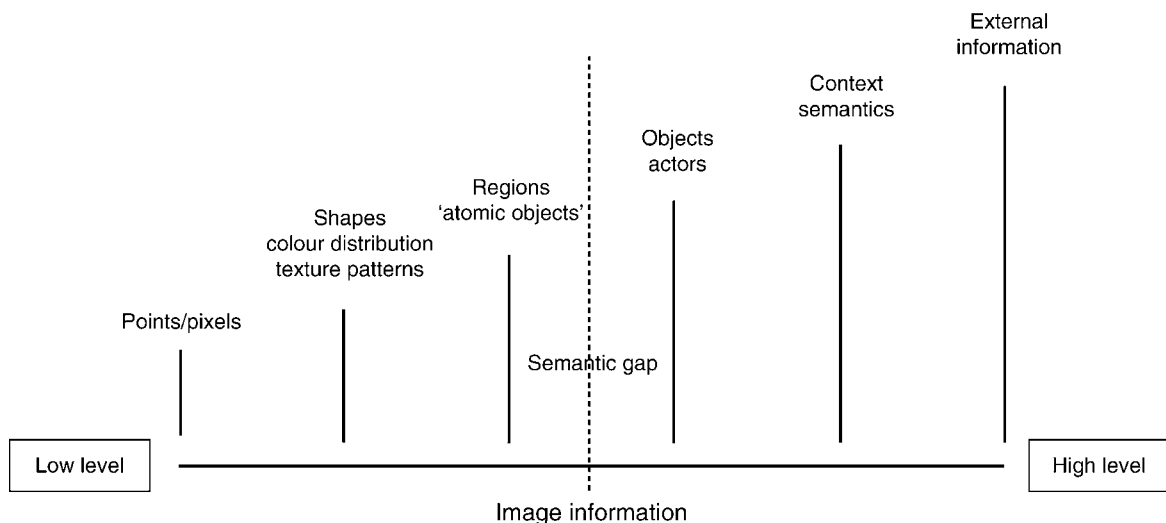 External
information
Context
semantics
Objects
actors
Regions
‘atomic objects’
Shapes
colour distribution
texture patterns
Points/pixels
Semantic gap
Low level
High level
Image information